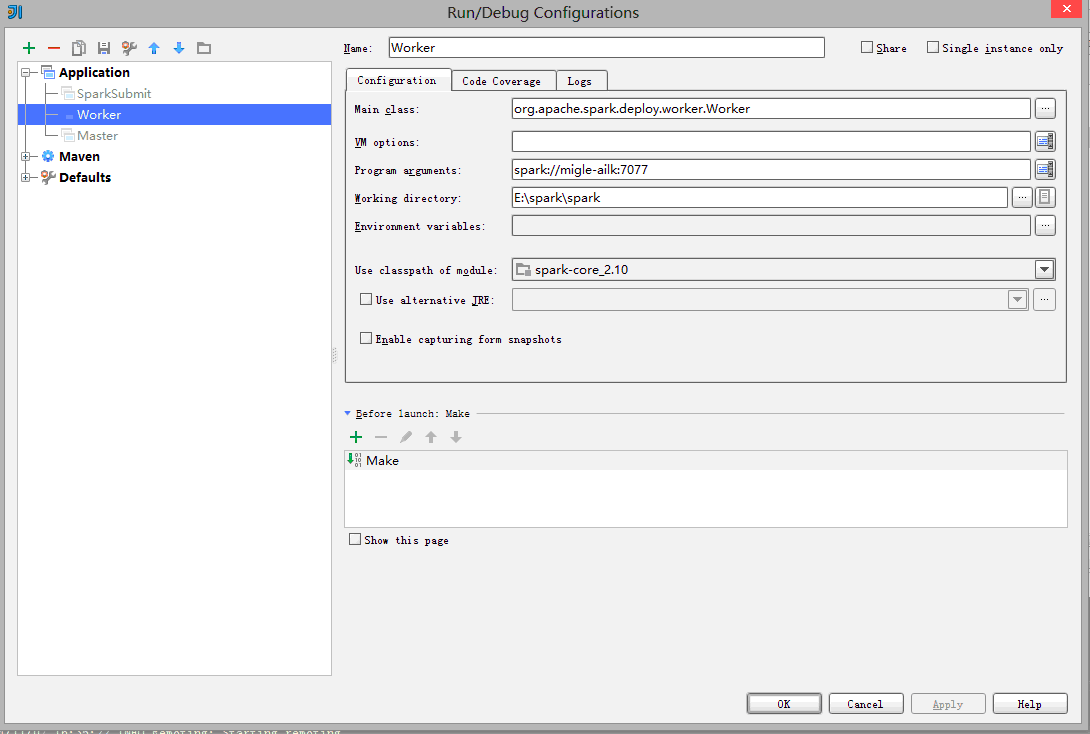 Run/Debug Configurations
Name: Worker
Share
Single instance only
Application
SparkSubmit
Worker
Master
Maven
Defaults
Configuration
Code Coverage
Logs
Main class: org.apache.spark.deploy.worker.Worker
VM options:
Program arguments: spark://migle-ailk:7077
Working directory: E:\spark\spark
Environment variables:
Use classpath of module: spark-core_2.10
Use alternative JRE:
Enable capturing form snapshots
Before launch: Make
Make
Show this page
OK
Cancel
Apply
Help